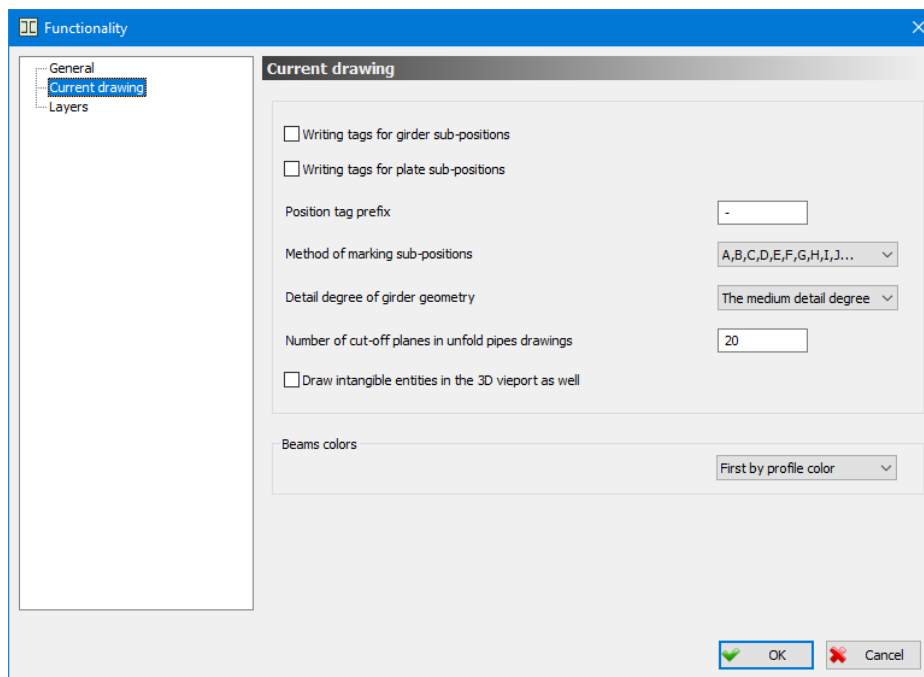 Functionality
General
Current drawing
Layers
Current drawing
Writing tags for girder sub-positions
Writing tags for plate sub-positions
Position tag prefix
-
Method of marking sub-positions
A,B,C,D,E,F,G,H,I,J...
Detail degree of girder geometry
The medium detail degree
Number of cut-off planes in unfold pipes drawings
20
Draw intangible entities in the 3D vieport as well
Beams colors
First by profile color
OK
Cancel